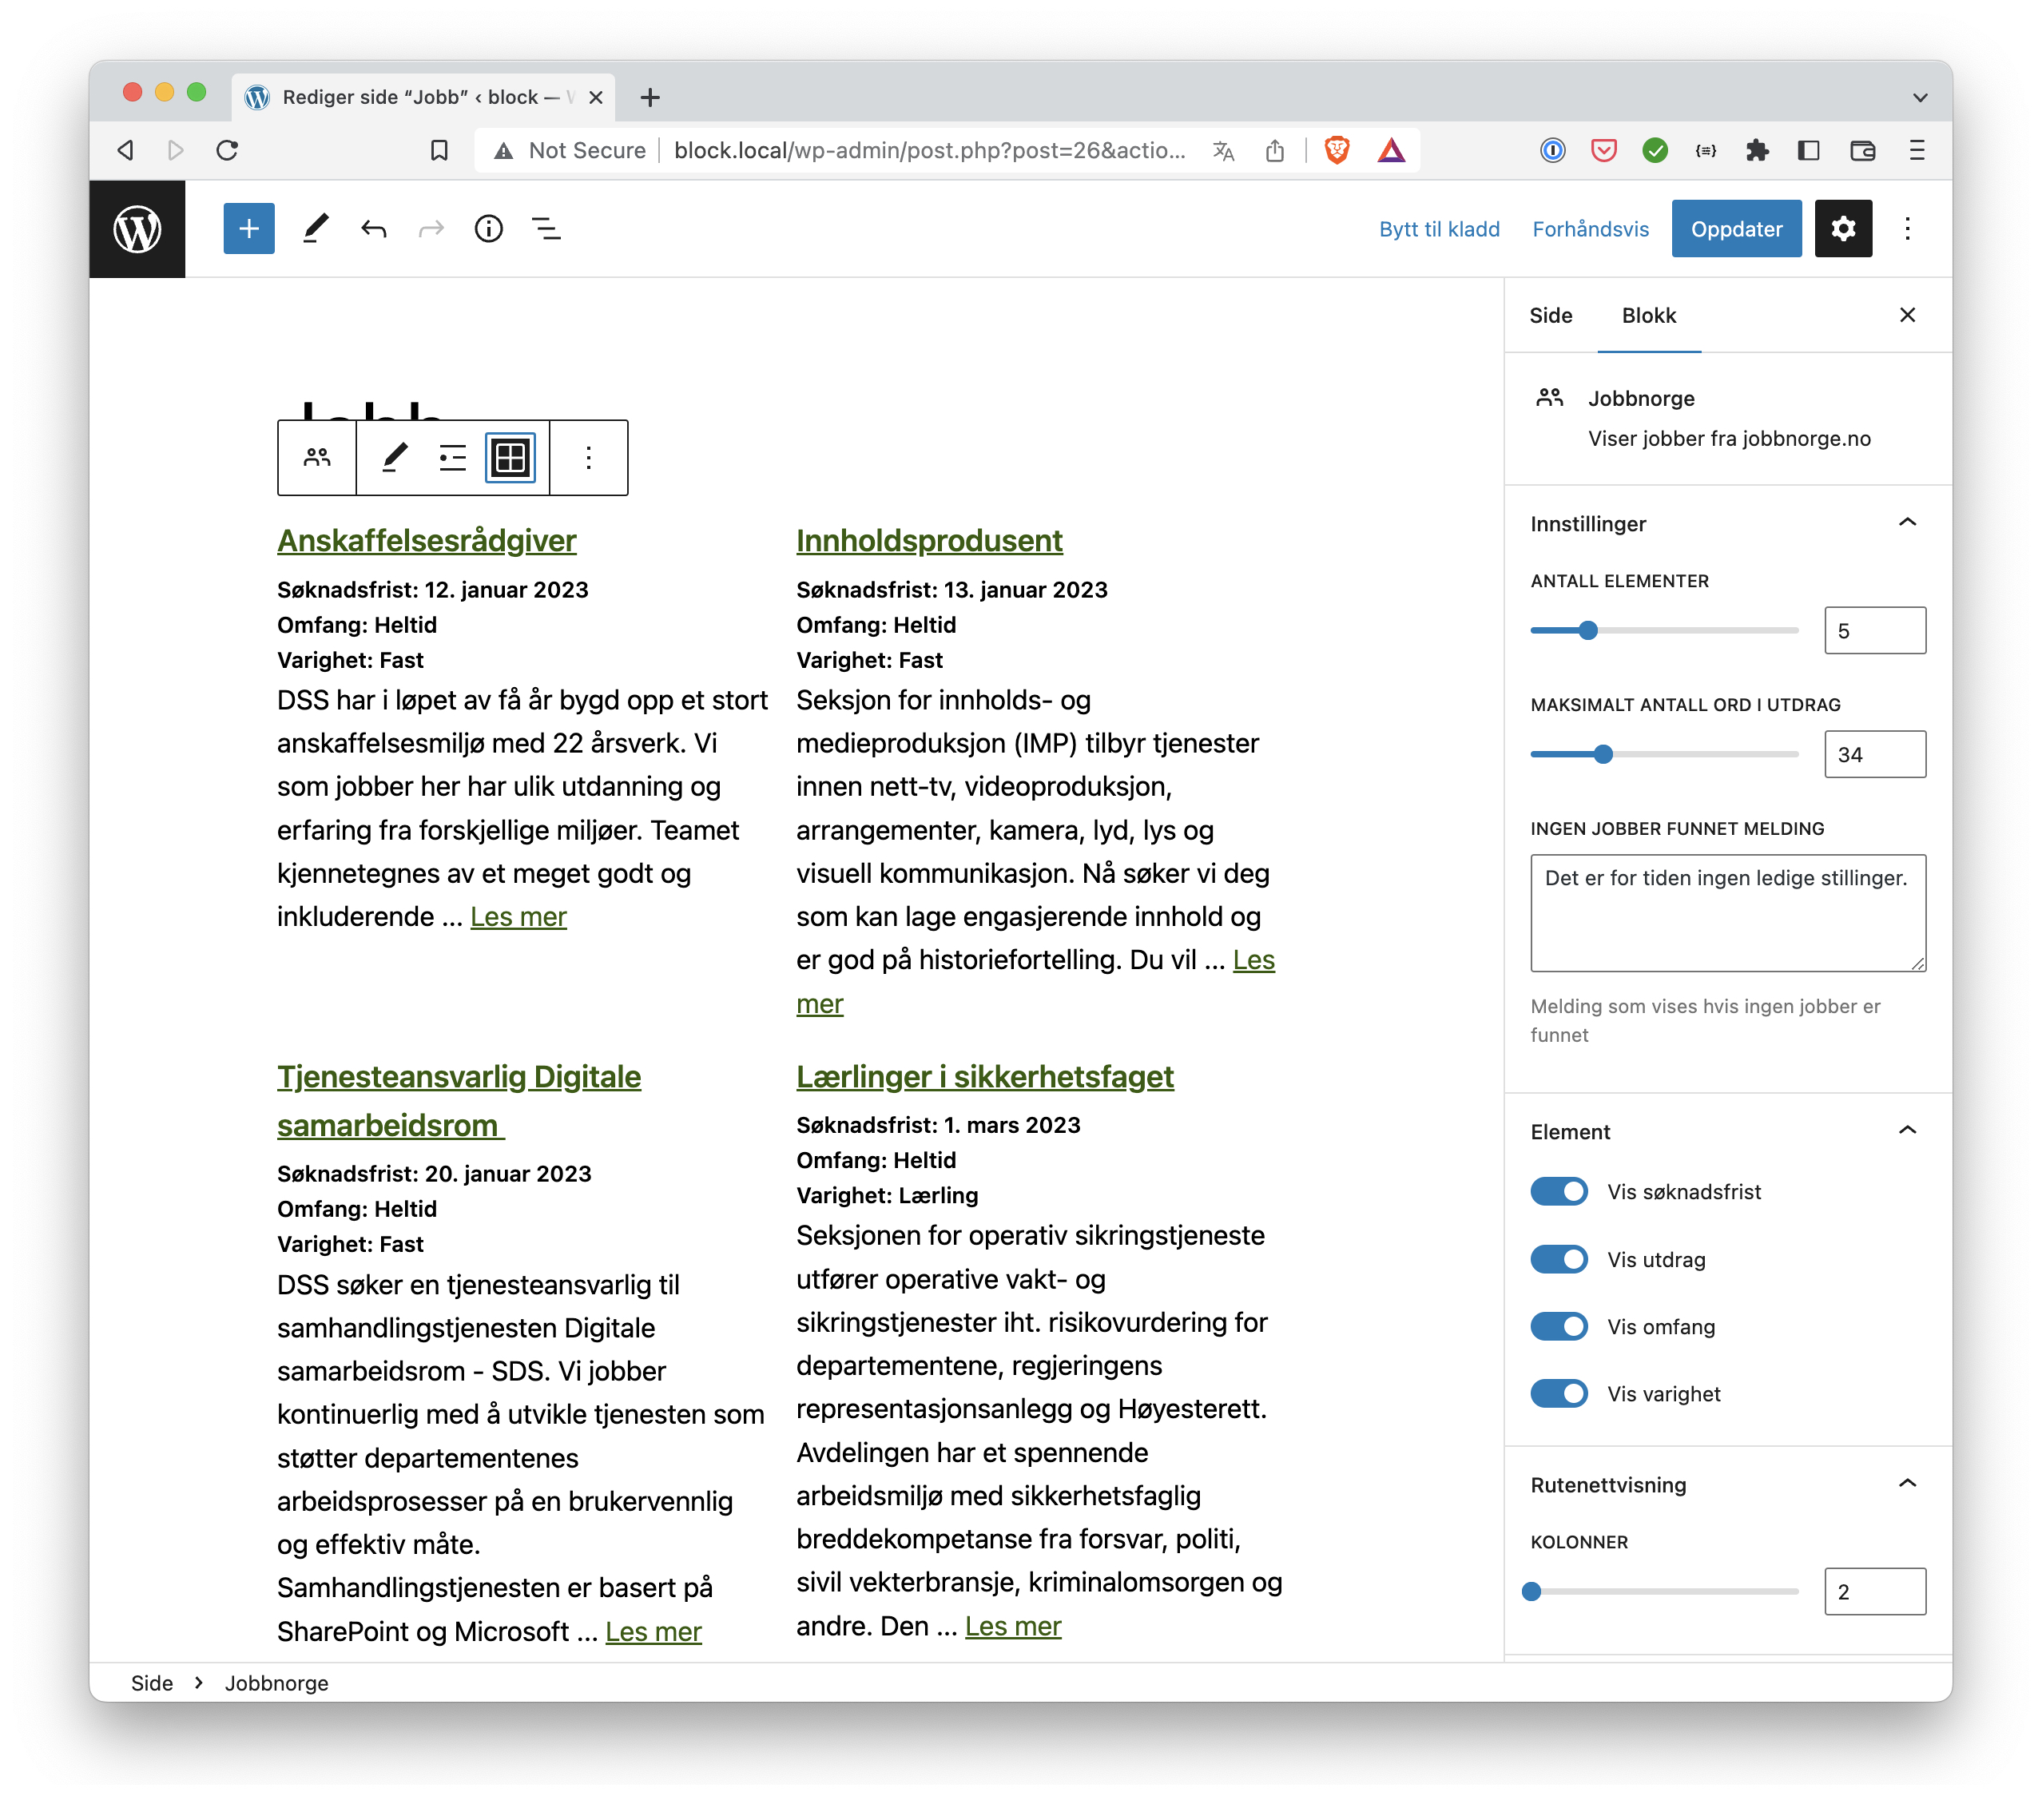 Rediger side “Jobb” ‹ block —
Not Secure
block.local/wp-admin/post.php?post=26&actio...
Bytt til kladd
Forhåndsvis
Oppdater
Jobb
Anskaffelsesrådgiver
Søknadsfrist: 12. januar 2023
Omfang: Heltid
Varighet: Fast
DSS har i løpet av få år bygd opp et stort
anskaffelsesmiljø med 22 årsverk. Vi
som jobber her har ulik utdanning og
erfaring fra forskjellige miljøer. Teamet
kjennetegnes av et meget godt og
inkluderende ... Les mer
Innholdsprodusent
Søknadsfrist: 13. januar 2023
Omfang: Heltid
Varighet: Fast
Seksjon for innholds- og
medieproduksjon (IMP) tilbyr tjenester
innen nett-tv, videoproduksjon,
arrangementer, kamera, lyd, lys og
visuell kommunikasjon. Nå søker vi deg
som kan lage engasjerende innhold og
er god på historiefortelling. Du vil ... Les
mer
Tjenesteansvarlig Digitale
samarbeidsrom
Søknadsfrist: 20. januar 2023
Omfang: Heltid
Varighet: Fast
DSS søker en tjenesteansvarlig til
samhandlingstjenesten Digitale
samarbeidsrom - SDS. Vi jobber
kontinuerlig med å utvikle tjenesten som
støtter departementenes
arbeidsprosesser på en brukervennlig
og effektiv måte.
Samhandlingstjenesten er basert på
SharePoint og Microsoft ... Les mer
Lærlinger i sikkerhetsfaget
Søknadsfrist: 1. mars 2023
Omfang: Heltid
Varighet: Lærling
Seksjonen for operativ sikringstjeneste
utfører operative vakt- og
sikringstjenester iht. risikovurdering for
departementene, regjeringens
representasjonsanlegg og Høyesterett.
Avdelingen har et spennende
arbeidsmiljø med sikkerhetsfaglig
breddekompetanse fra forsvar, politi,
sivil vekterbransje, kriminalomsorgen og
andre. Den ... Les mer
Side
Blokk
Jobbnorge
Viser jobber fra jobbnorge.no
Innstillinger
ANTALL ELEMENTER
5
MAKSIMALT ANTALL ORD I UTDRAG
34
INGEN JOBBER FUNNET MELDING
Det er for tiden ingen ledige stillinger.
Melding som vises hvis ingen jobber er
funnet
Element
Vis søknadsfrist
Vis utdrag
Vis omfang
Vis varighet
Rutenettvisning
KOLONNER
2
Side › Jobbnorge